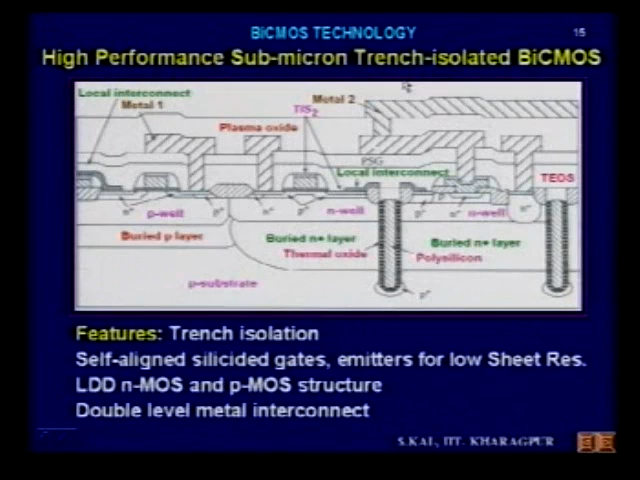 BiCMOS TECHNOLOGY
15
High Performance Sub-micron Trench-isolated BiCMOS
Local interconnect
Metal 1
Metal 2
TiS2
Plasma oxide
PSG
Local interconnect
TEOS
n+ p-well p+ n+ p+ n-well p+ n+ n-well n+
Buried p layer
Buried n+ layer
Buried n+ layer
Thermal oxide
Polysilicon
p-substrate
p+
Features: Trench isolation
Self-aligned silicided gates, emitters for low Sheet Res.
LDD n-MOS and p-MOS structure
Double level metal interconnect
S.KAL, IIT- KHARAGPUR